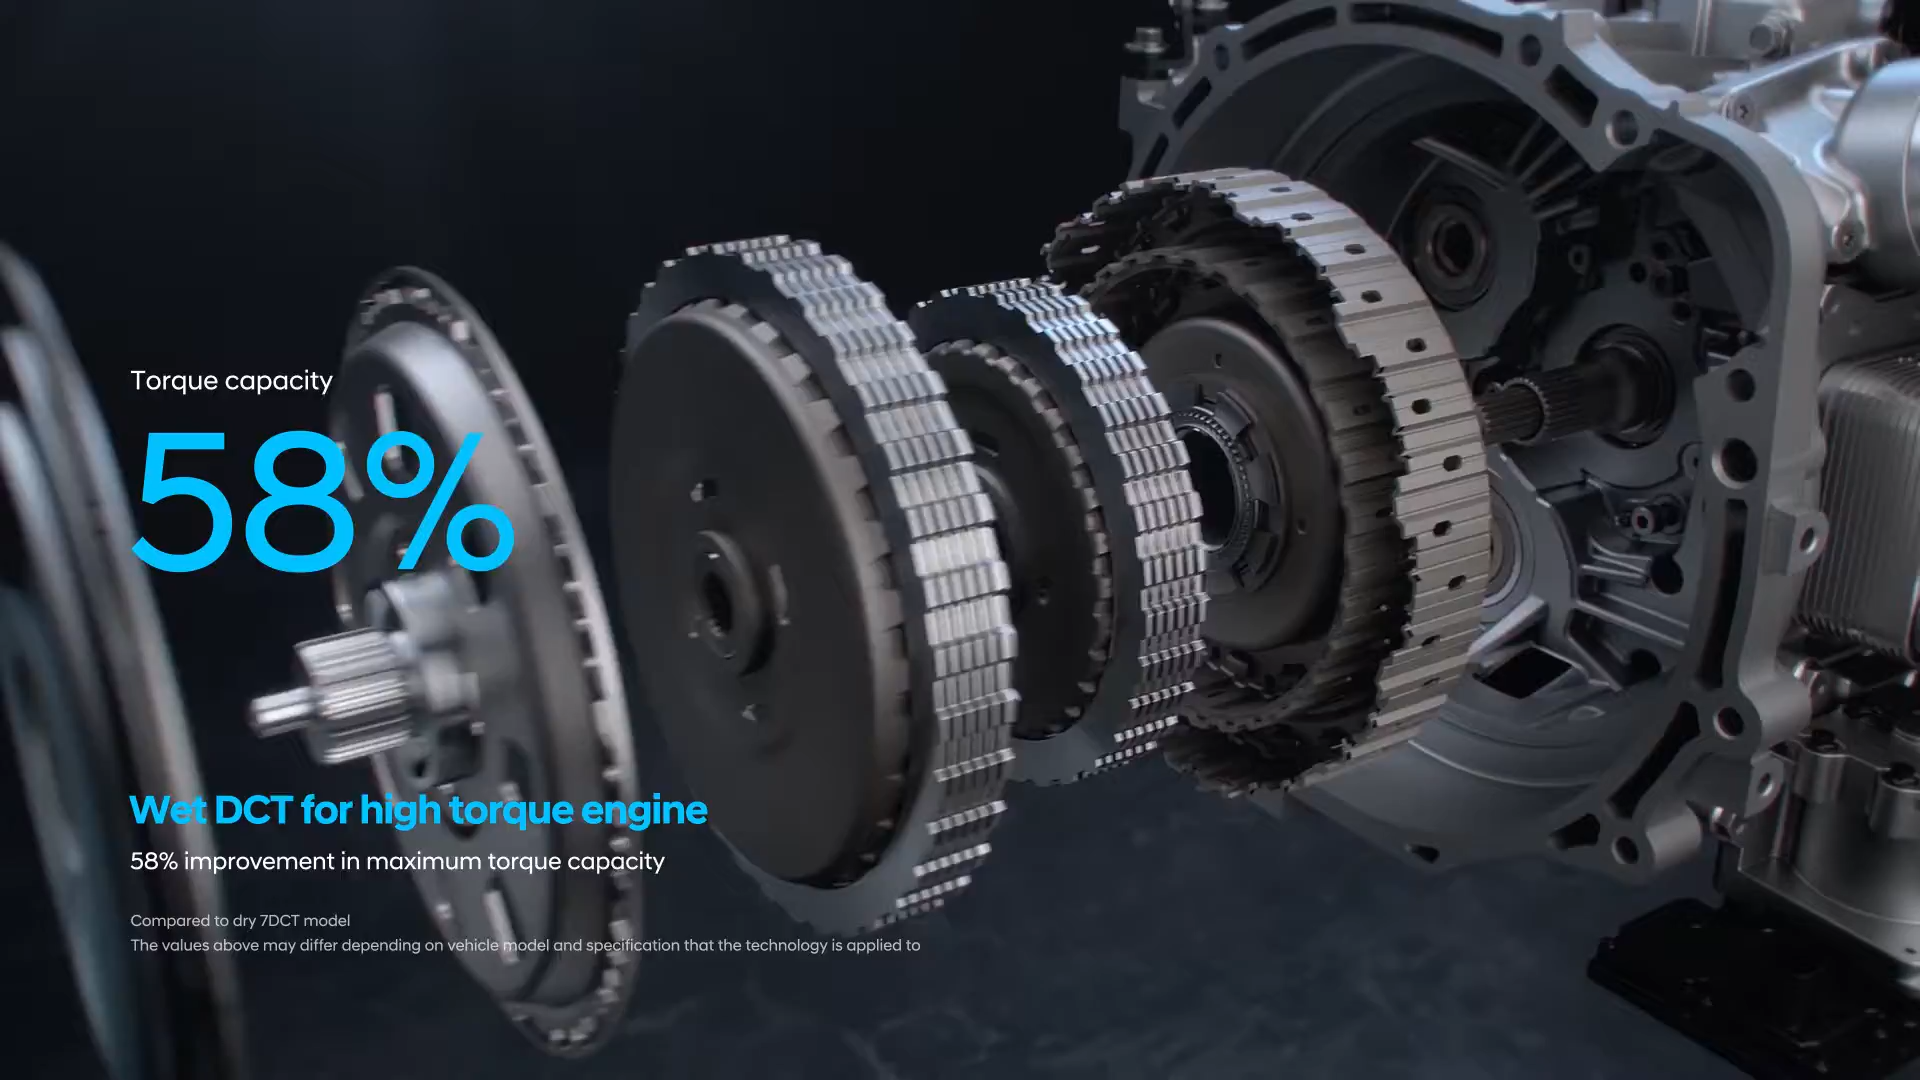 Torque capacity
58%
Wet DCT for high torque engine
58% improvement in maximum torque capacity
Compared to dry 7DCT model
The values above may differ depending on vehicle model and specification that the technology is applied to